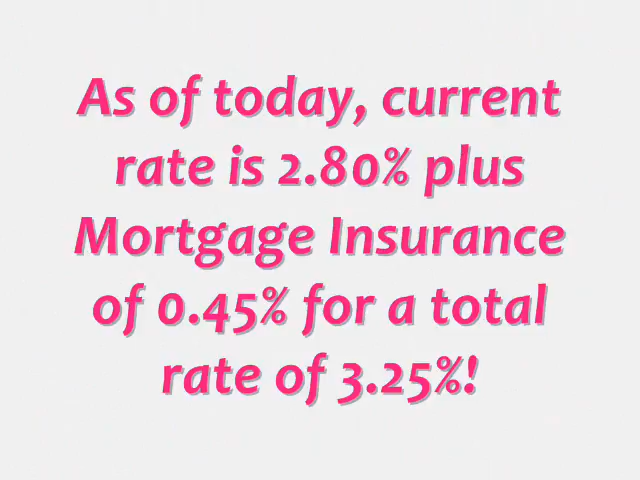 As of today, current
rate is 2.80% plus
Mortgage Insurance
of 0.45% for a total
rate of 3.25%!